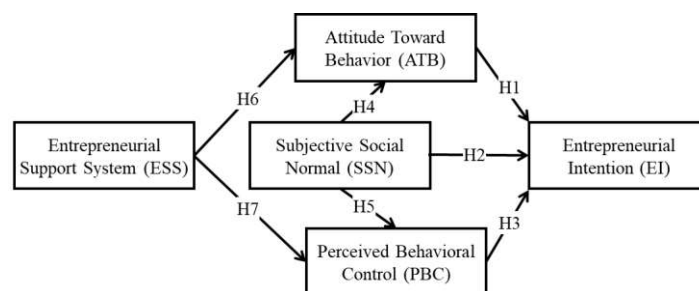 Attitude Toward
Behavior (ATB)
H1
H6
H4
Entrepreneurial
Support System (ESS)
Subjective Social
Normal (SSN)
H2
Entrepreneurial
Intention (EI)
H5
H7
H3
Perceived Behavioral
Control (PBC)